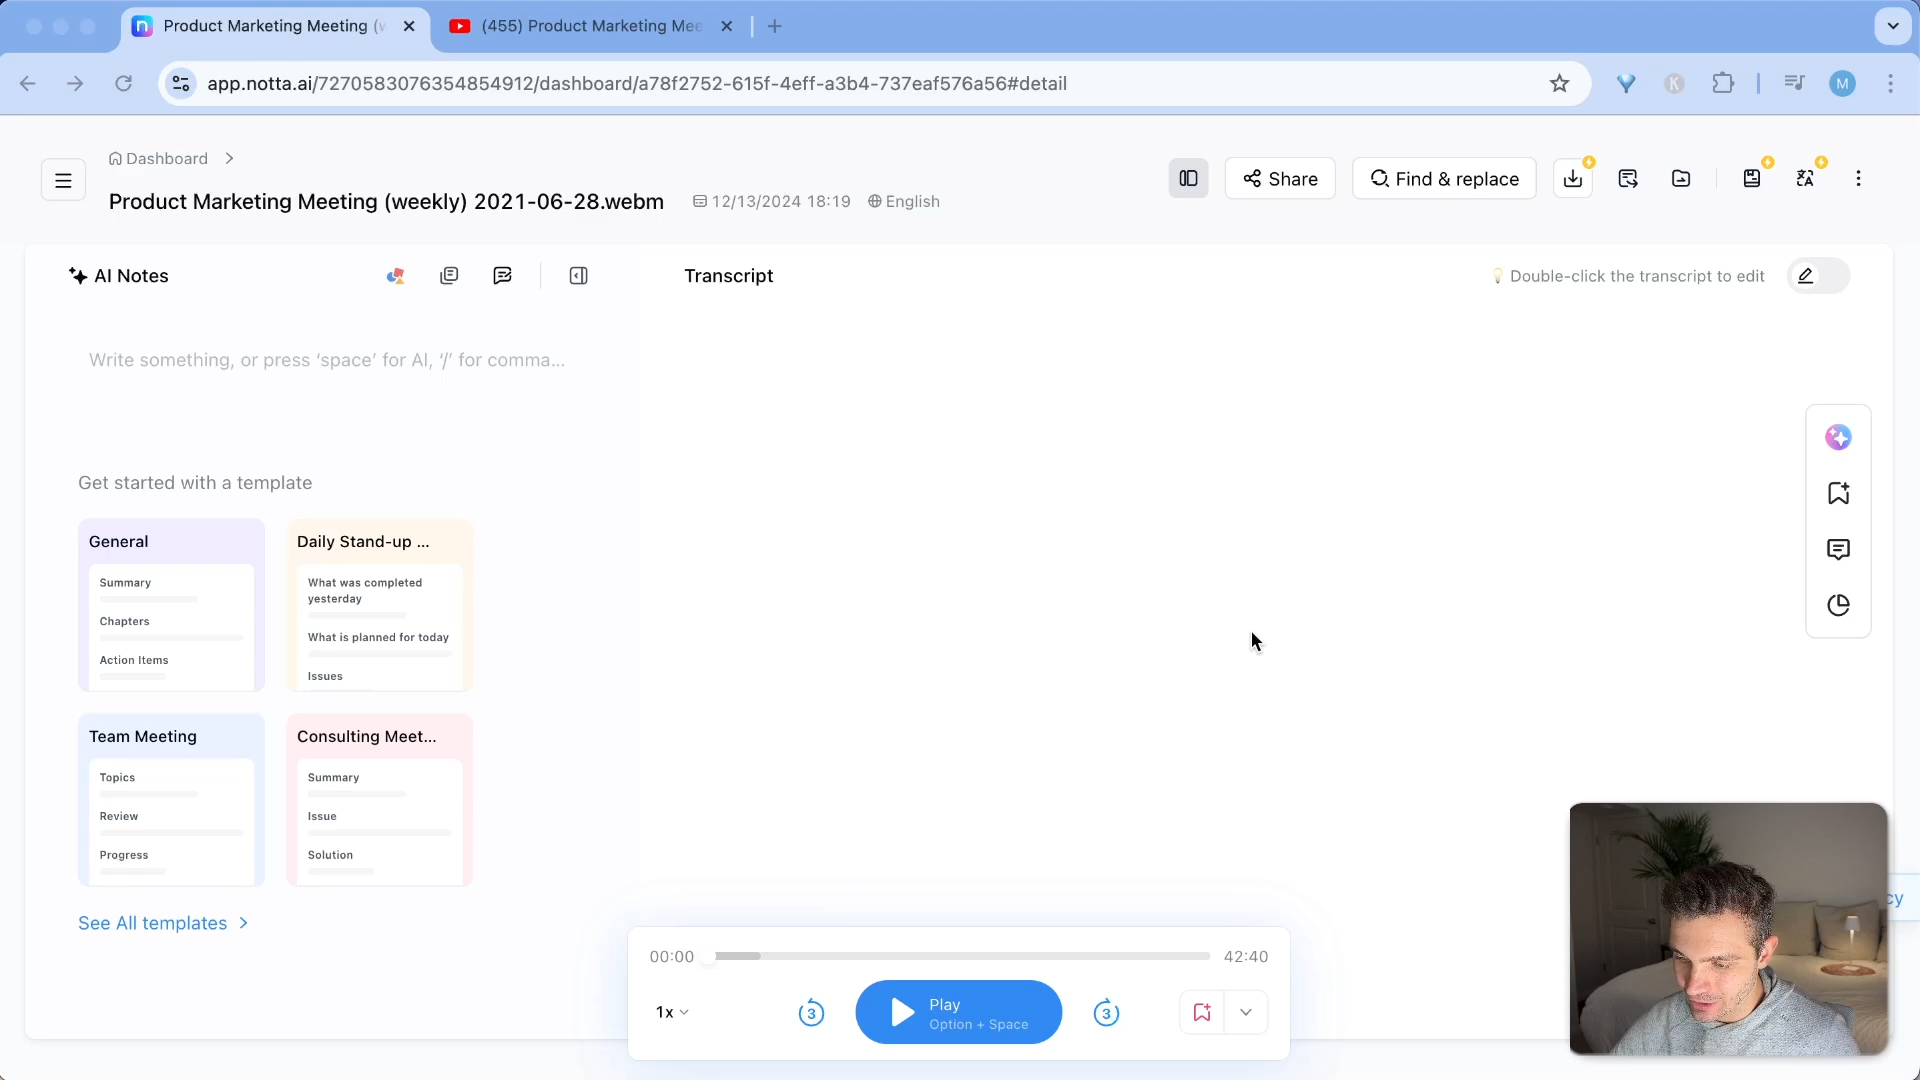 Product Marketing Meeting (w
(455) Product Marketing Mee
app.notta.ai/7270583076354854912/dashboard/a78f2752-615f-4eff-a3b4-737eaf576a56#detail
K
M
Dashboard
Product Marketing Meeting (weekly) 2021-06-28.webm
12/13/2024 18:19
English
Share
Find & replace
AI Notes
Transcript
Double-click the transcript to edit
Write something, or press ‘space’ for AI, ‘/’ for comma...
Get started with a template
General
Summary
Chapters
Action Items
Daily Stand-up ...
What was completed
yesterday
What is planned for today
Issues
Team Meeting
Topics
Review
Progress
Consulting Meet...
Summary
Issue
Solution
See All templates
cy
00:00
42:40
1x
3
Play
Option + Space
3